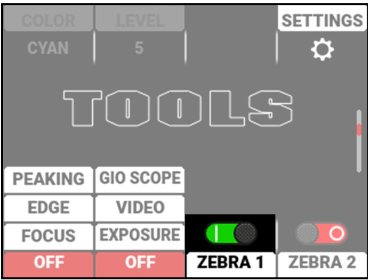 COLOR LEVEL SETTINGS
CYAN 5
TOOLS
PEAKING GIO SCOPE
EDGE VIDEO
FOCUS EXPOSURE
OFF OFF ZEBRA 1 ZEBRA 2